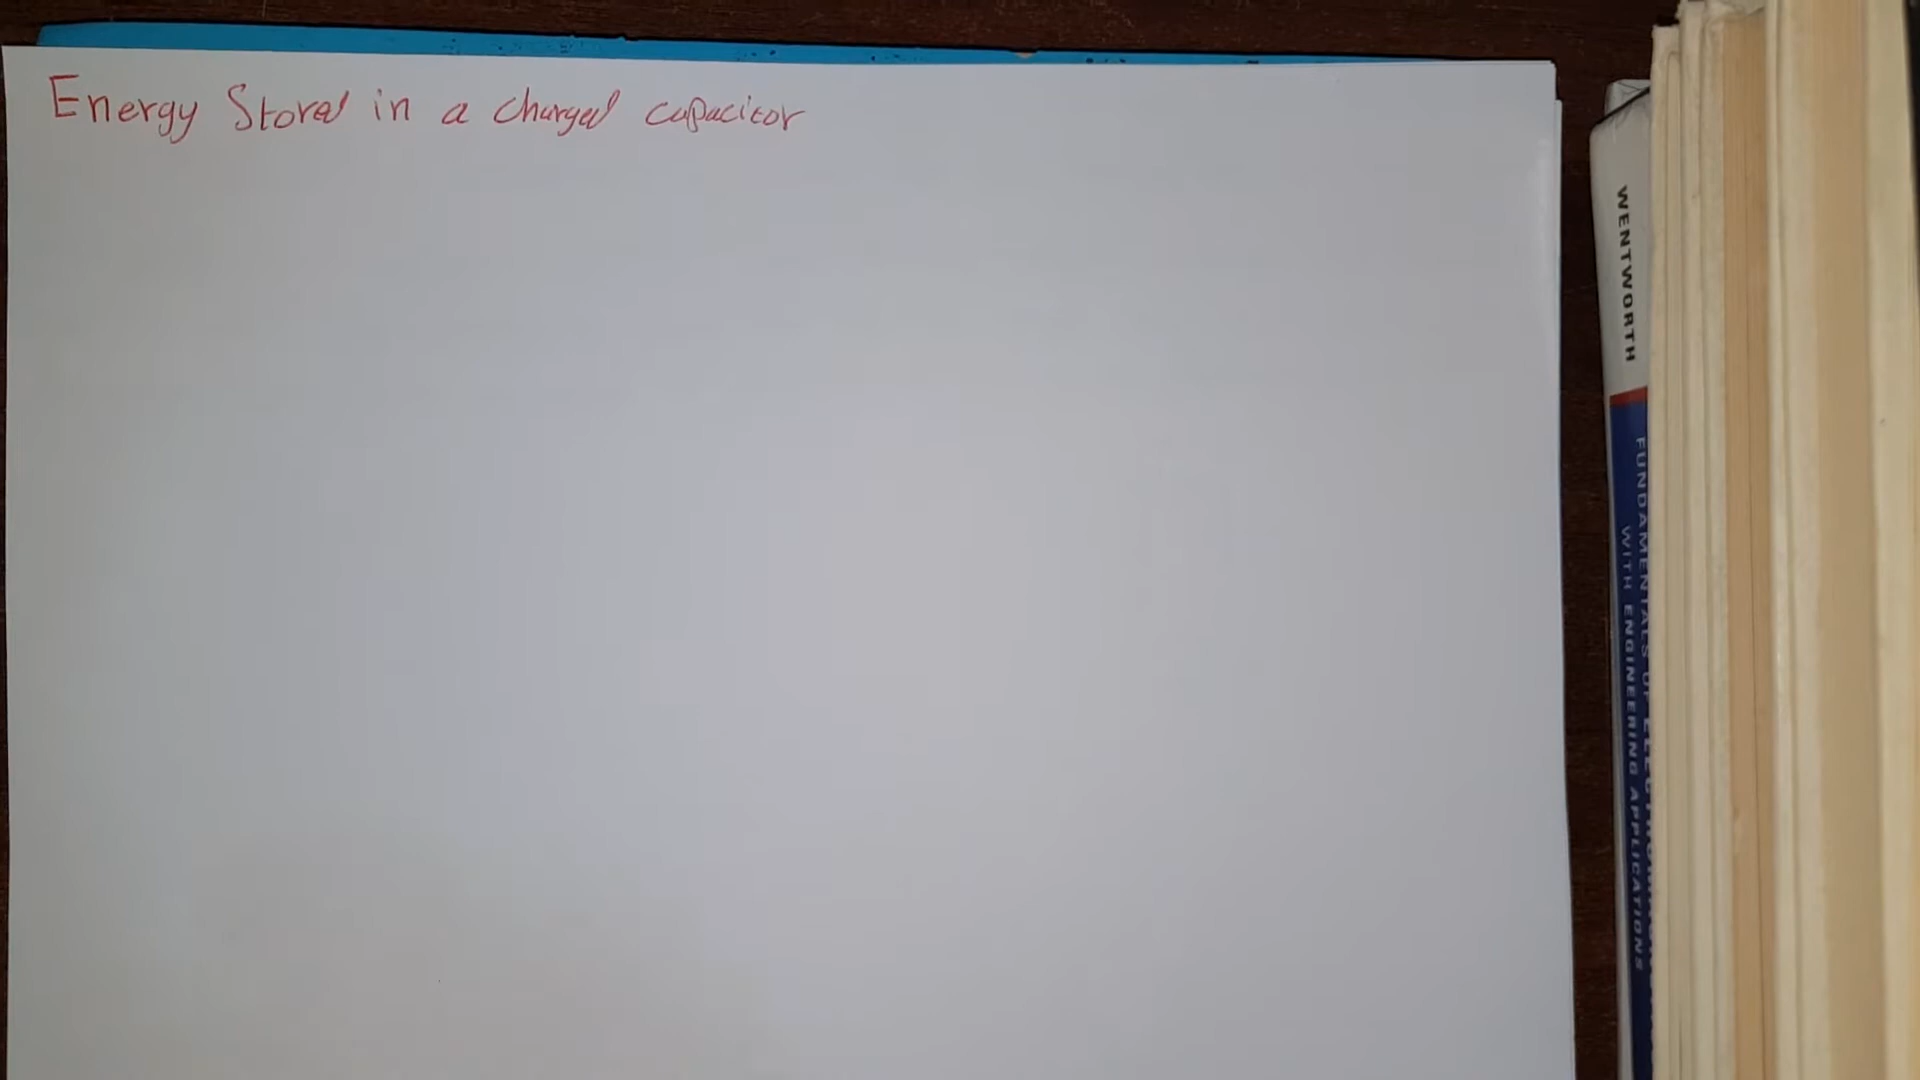 Energy Stored in a charged capacitor
WENTWORTH
FUNDAMENTALS OF ELECTROMAGNETICS
WITH ENGINEERING APPLICATIONS